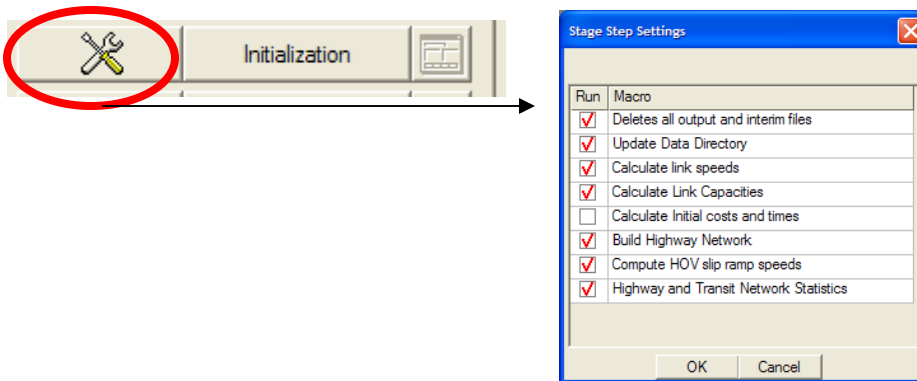 Initialization
Stage Step Settings
Run Macro
Deletes all output and interim files
Update Data Directory
Calculate link speeds
Calculate Link Capacities
Calculate Initial costs and times
Build Highway Network
Compute HOV slip ramp speeds
Highway and Transit Network Statistics
OK Cancel